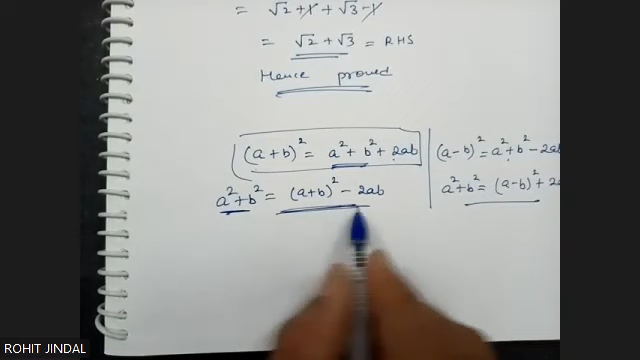 = √2 + 1 + √3 - 1
= √2 + √3 = RHS
Hence proved
(a+b)² = a² + b² + 2ab
a² + b² = (a+b)² - 2ab
(a-b)² = a² + b² - 2ab
a² + b² = (a-b)² + 2a
ROHIT JINDAL